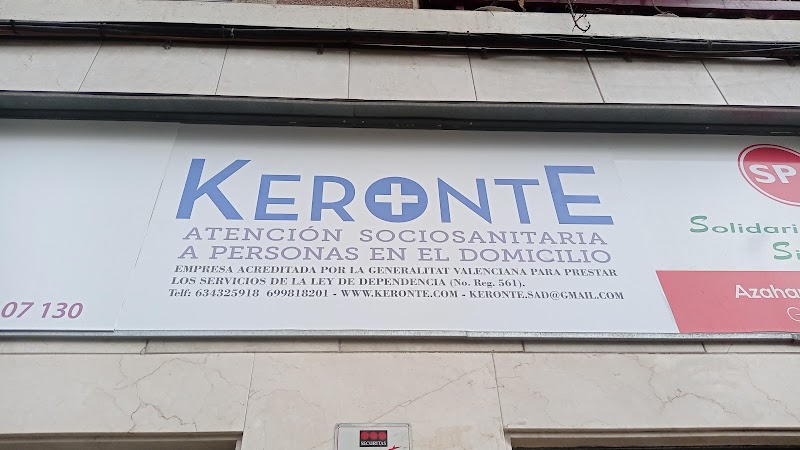 KERONTE
ATENCIÓN SOCIOSANITARIA
A PERSONAS EN EL DOMICILIO
EMPRESA ACREDITADA POR LA GENERALITAT VALENCIANA PARA PRESTAR
LOS SERVICIOS DE LA LEY DE DEPENDENCIA (No. Reg. 561).
Telf: 634325918 699818201 - WWW.KERONTE.COM - KERONTE.SAD@GMAIL.COM
07 130
SP
Solidari
Si
Azahar
SECURITAS